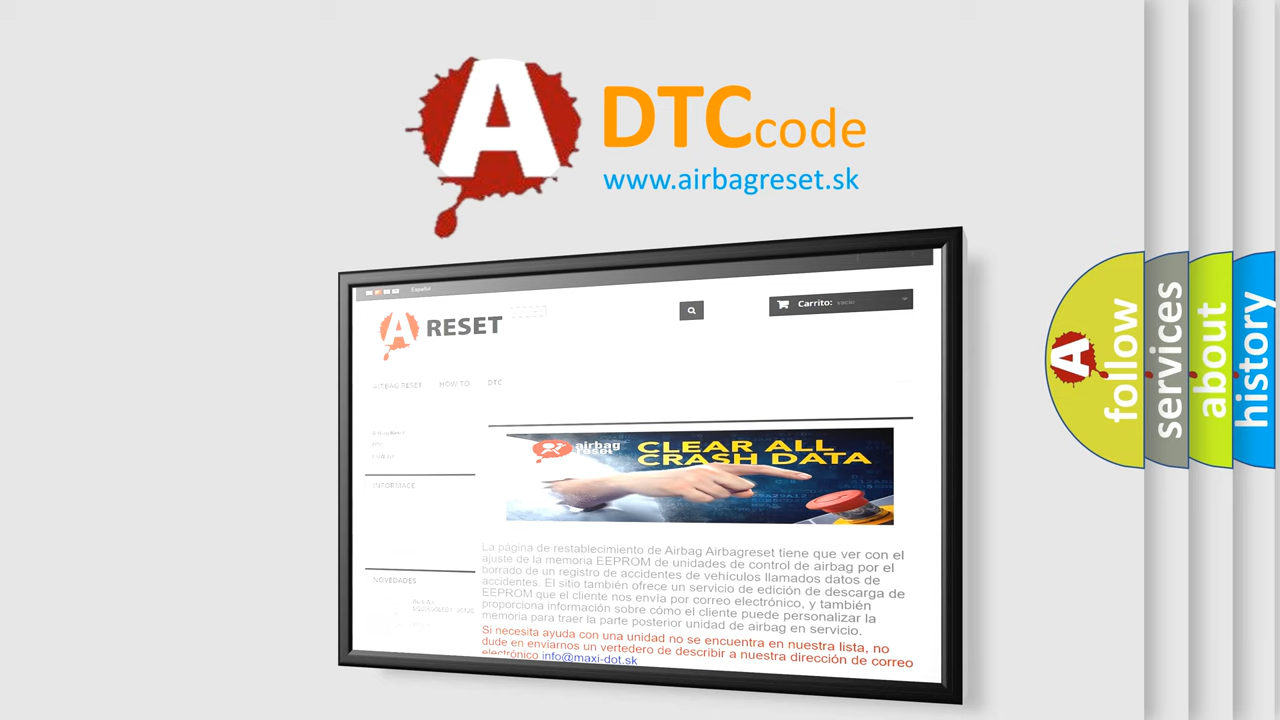 A DTCcode
www.airbagreset.sk
Español
A RESET
Carrito: vacío
AIRBAG RESET HOW TO DTC
INFORMACE
airbag
reset
CLEAR ALL
CRASH DATA
La página de restablecimiento de Airbag Airbagreset tiene que ver con el
ajuste de la memoria EEPROM de unidades de control de airbag por el
borrado de un registro de accidentes de vehículos llamados datos de
accidentes. El sitio también ofrece un servicio de edición de descarga de
EEPROM que el cliente nos envía por correo electrónico, y también
proporciona información sobre cómo el cliente puede personalizar la
memoria para traer la parte posterior unidad de airbag en servicio.
Si necesita ayuda con una unidad no se encuentra en nuestra lista, no
dude en enviarnos un vertedero de describir a nuestra dirección de correo
electrónico info@maxi-dot.sk
NOVEDADES
A follow
services
about
history